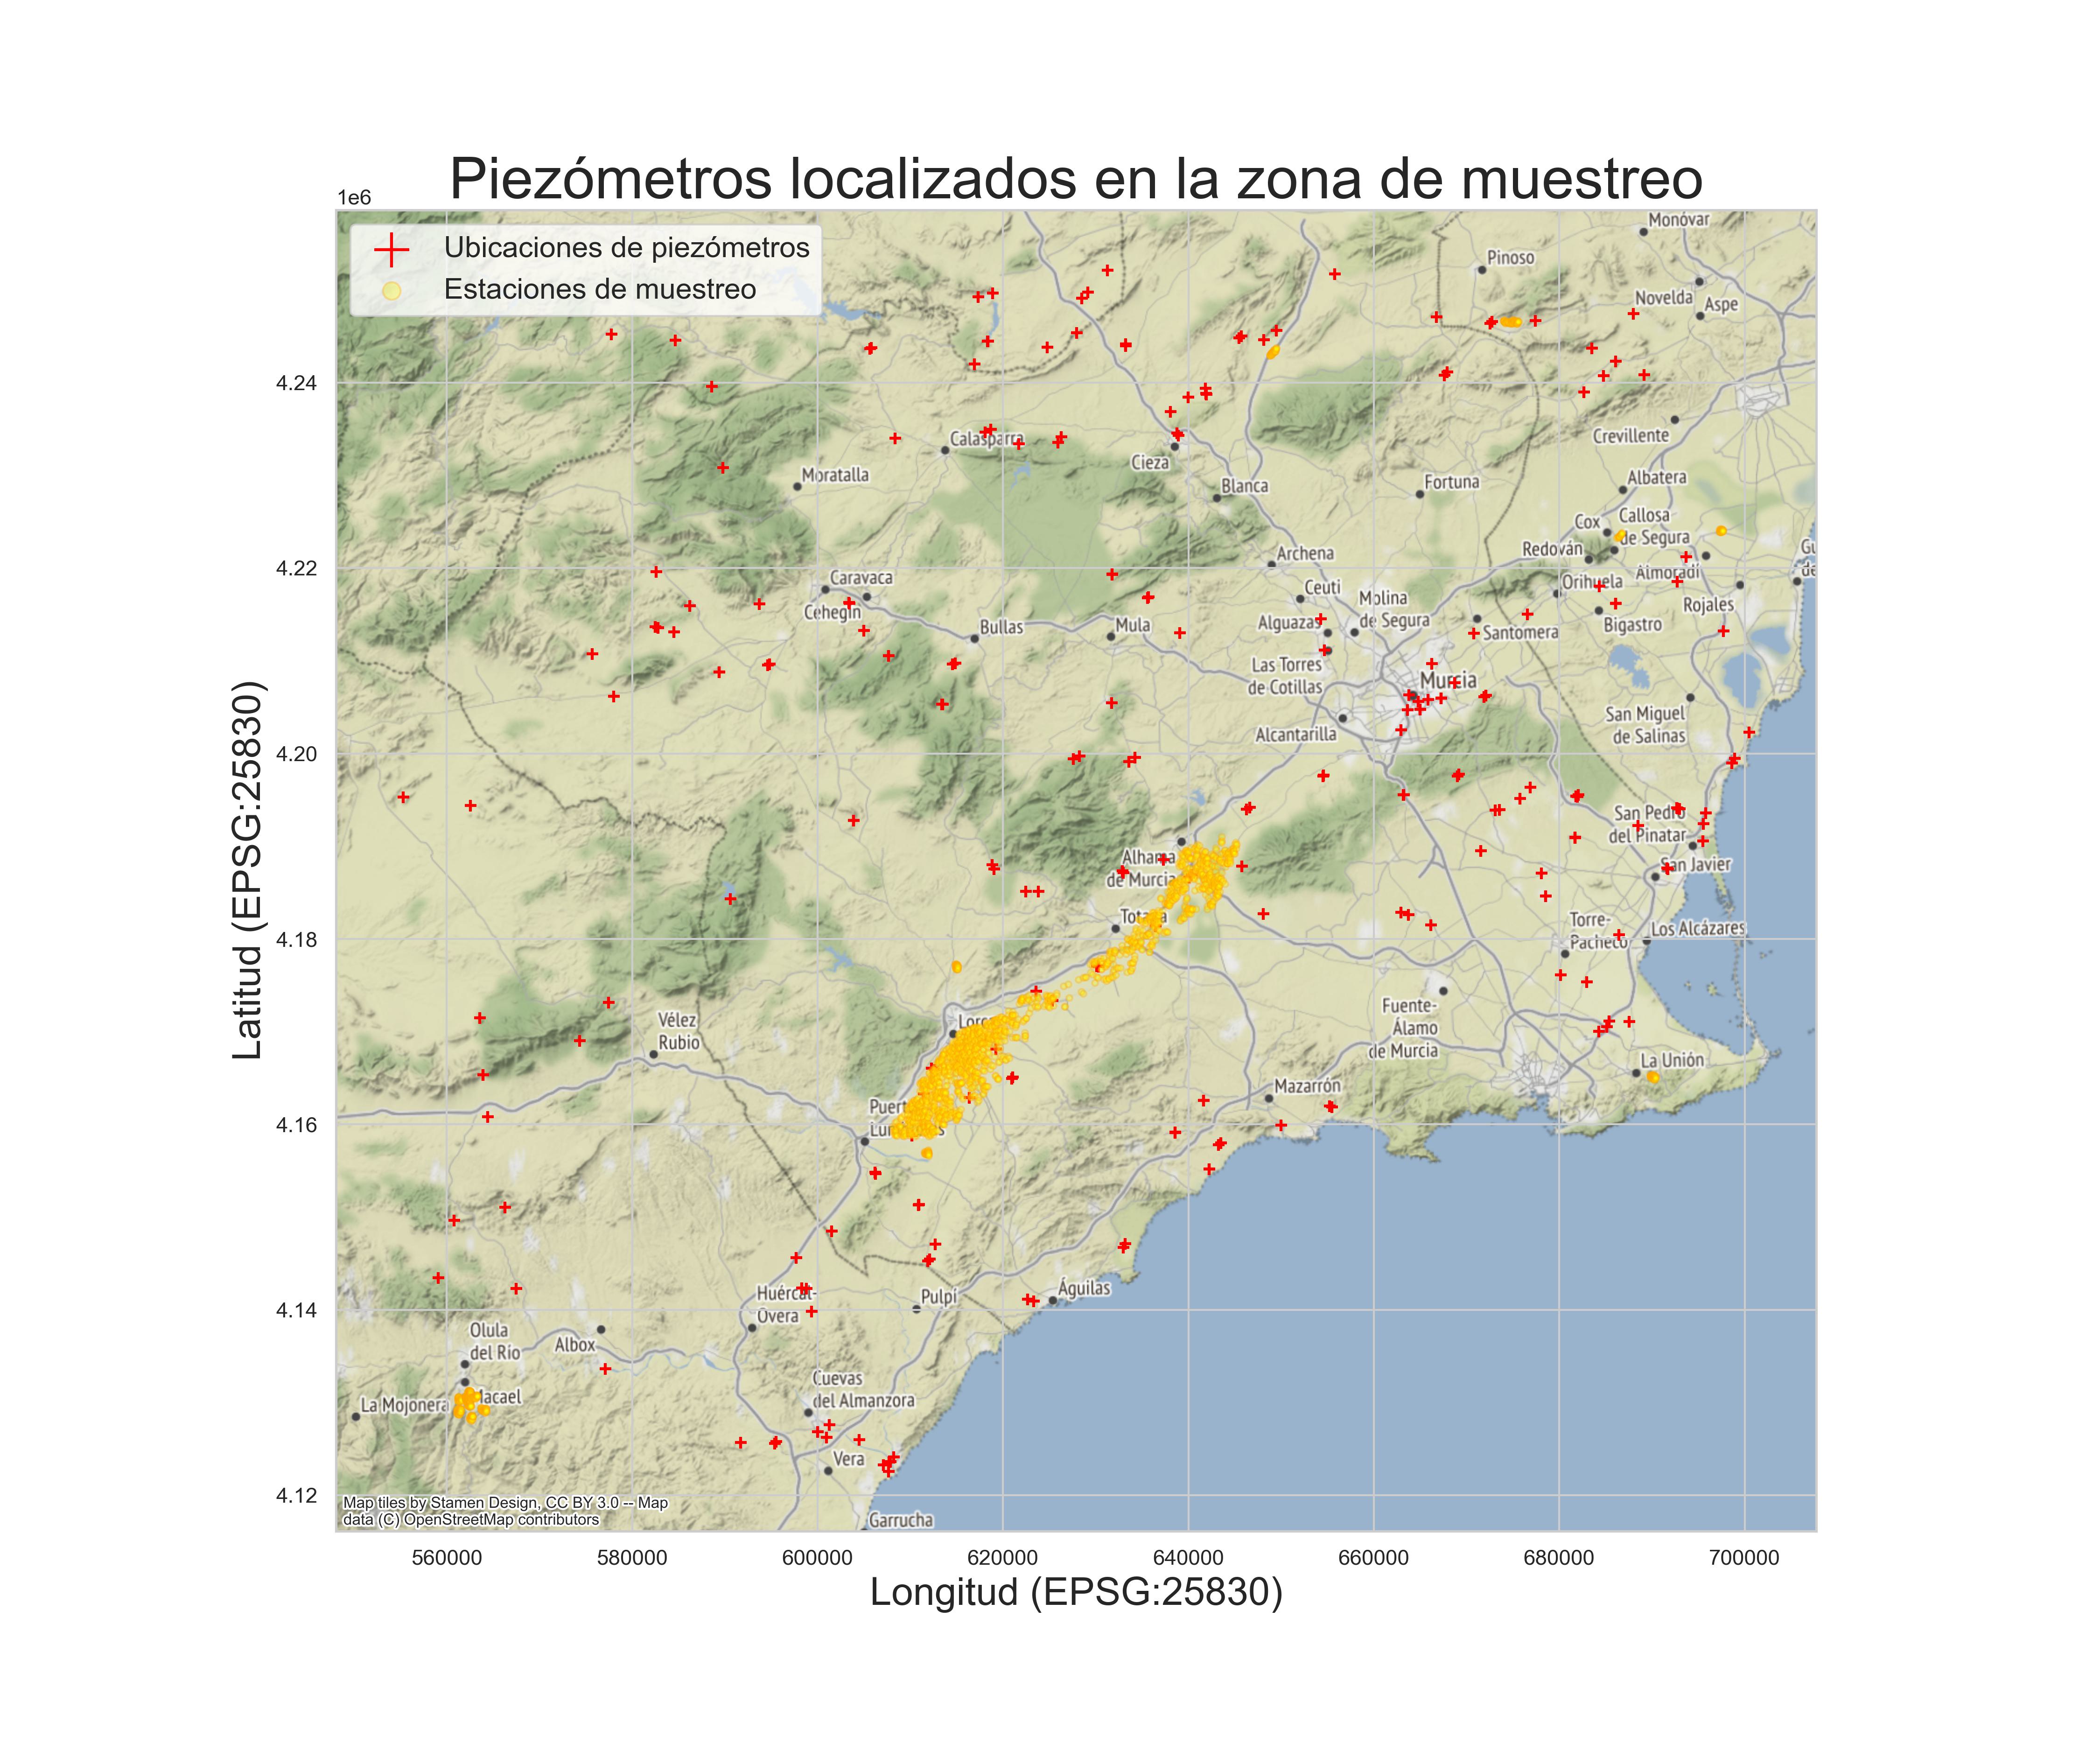 Piezómetros localizados en la zona de muestreo
1e6
Ubicaciones de piezómetros
Estaciones de muestreo
Monóvar
Pinoso
Novelda
Aspe
4.24
Crevillente
Calasparra
Cieza
Moratalla
Blanca
Fortuna
Albatera
Cox
Callosa
de Segura
Redován
Archena
4.22
Almoradí
Orihuela
Caravaca
Cehegín
Ceuti
Molina
de Segura
Rojales
Bullas
Mula
Alguazas
Santomera
Bigastro
Las Torres
de Cotillas
Murcia
San Miguel
de Salinas
Alcantarilla
4.20
San Pedro
del Pinatar
Alhama
de Murcia
San Javier
Totana
Torre-
Pacheco
Los Alcázares
4.18
Fuente-
Álamo
de Murcia
Vélez
Rubio
La Unión
Mazarrón
4.16
Huércal-
Overa
Pulpí
Águilas
4.14
Olula
del Río
Albox
Cuevas
del Almanzora
La Mojonera
Vera
4.12
Garrucha
Map tiles by Stamen Design, CC BY 3.0 -- Map
data (C) OpenStreetMap contributors
560000
580000
600000
620000
640000
660000
680000
700000
Longitud (EPSG:25830)
Latitud (EPSG:25830)